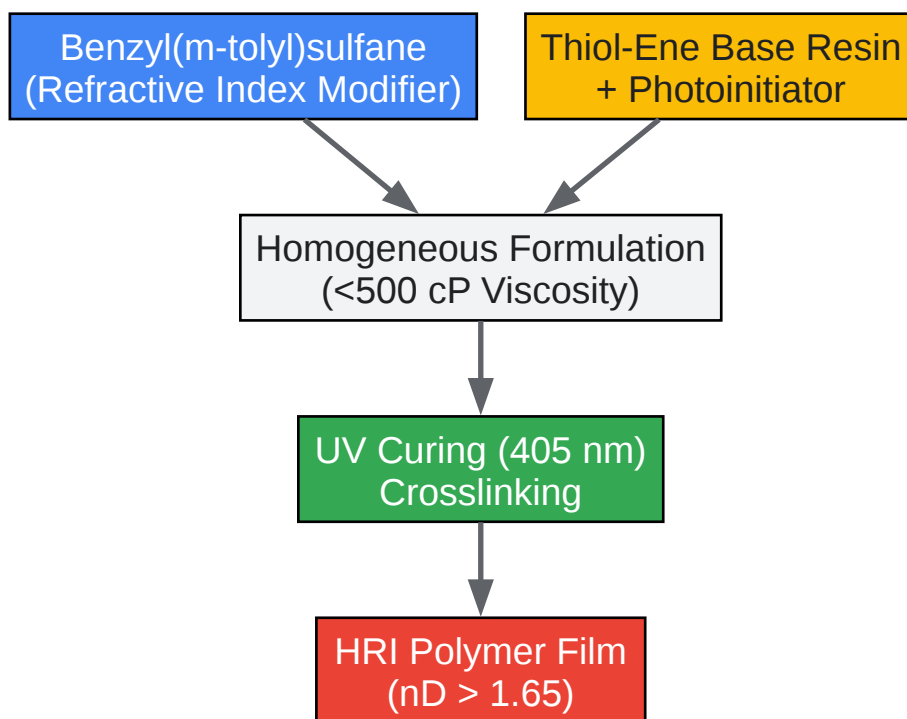 Benzyl(m-tolyl)sulfane
(Refractive Index Modifier)
Thiol-Ene Base Resin
+ Photoinitiator
Homogeneous Formulation
(<500 cP Viscosity)
UV Curing (405 nm)
Crosslinking
HRI Polymer Film
(nD > 1.65)